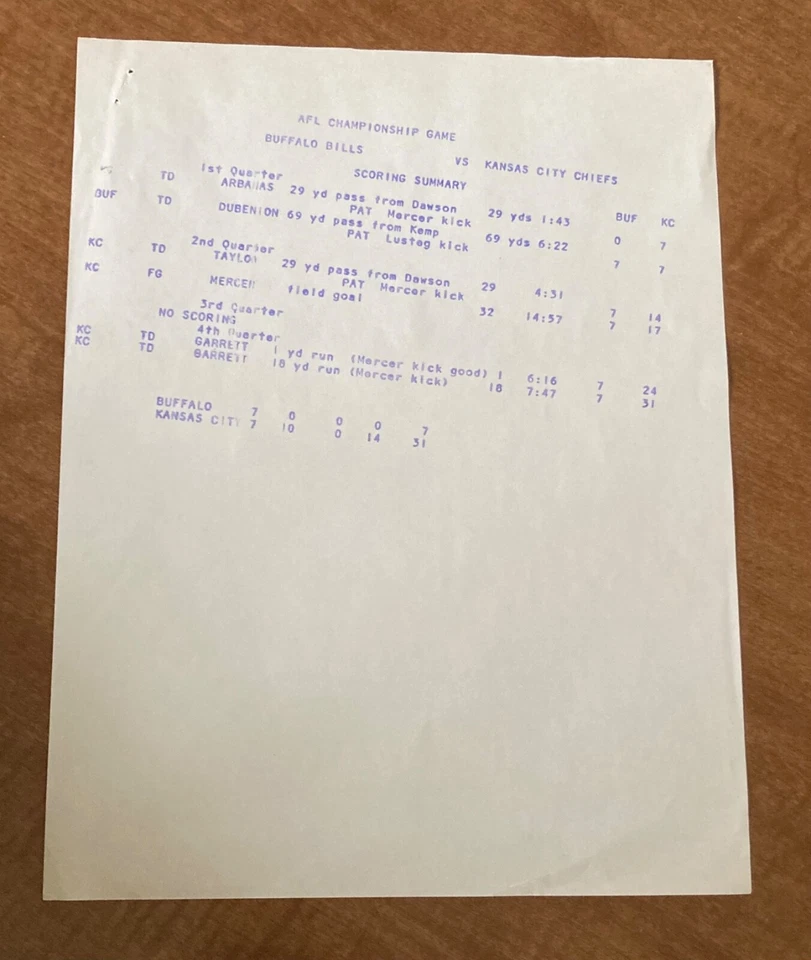 AFL CHAMPIONSHIP GAME
BUFFALO BILLS VS KANSAS CITY CHIEFS
SCORING SUMMARY
1st Quarter BUF KC
TD ARBANAS 29 yd pass from Dawson 29 yds 1:43 0 7
PAT Mercer kick
BUF TD DUBENION 69 yd pass from Kemp 69 yds 6:22 7 7
PAT Lusteg kick
2nd Quarter
KC TD TAYLOR 29 yd pass from Dawson 29 4:31 7 14
PAT Mercer kick
KC FG MERCER field goal 32 14:57 7 17
3rd Quarter
NO SCORING
4th Quarter
KC TD GARRETT 1 yd run (Mercer kick good) 1 6:16 7 24
KC TD GARRETT 18 yd run (Mercer kick) 18 7:47 7 31
BUFFALO 7 0 0 0 7
KANSAS CITY 7 10 0 14 31